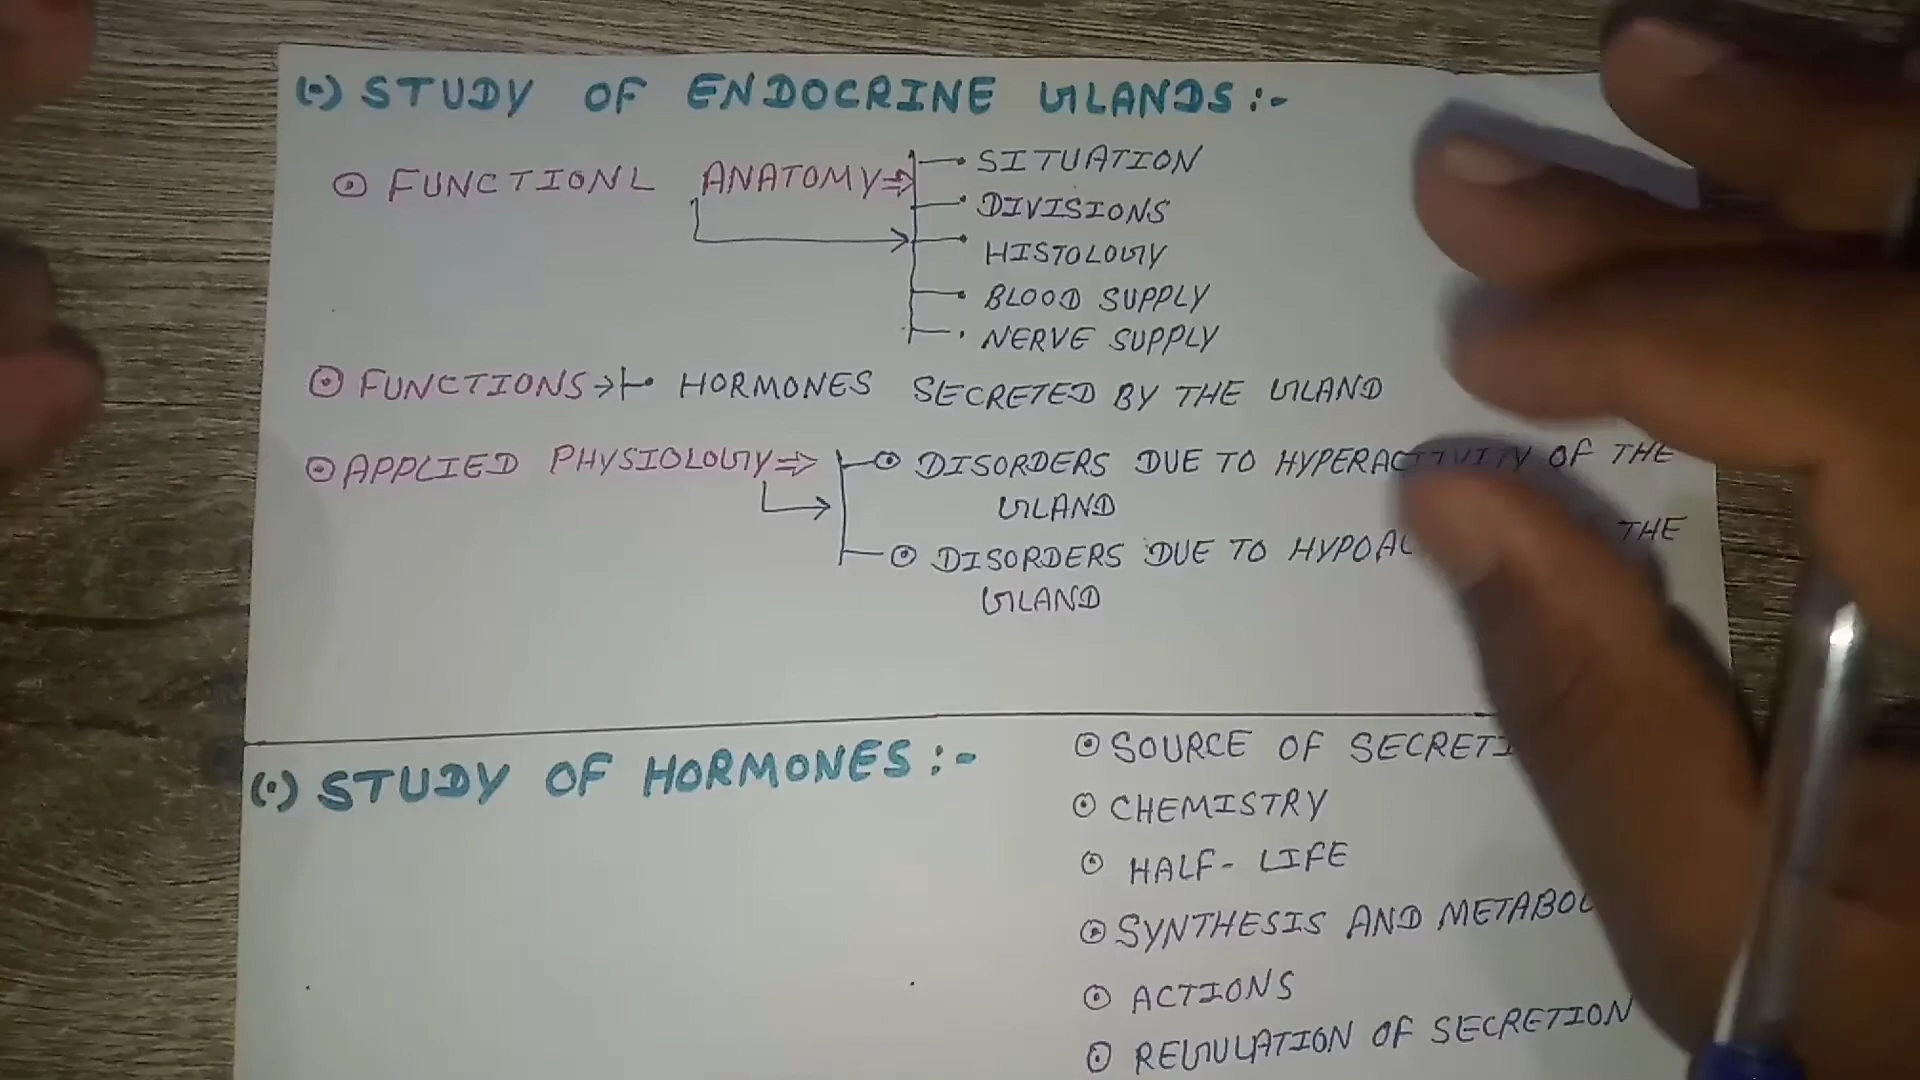 (•) STUDY OF ENDOCRINE GLANDS :-
⊙ FUNCTIONL ANATOMY ⇒
• SITUATION
• DIVISIONS
• HISTOLOGY
• BLOOD SUPPLY
• NERVE SUPPLY
⊙ FUNCTIONS → • HORMONES SECRETED BY THE GLAND
⊙ APPLIED PHYSIOLOGY ⇒
⊙ DISORDERS DUE TO HYPERACTIVITY OF THE
GLAND
⊙ DISORDERS DUE TO THE
GLAND
(•) STUDY OF HORMONES :-
⊙ SOURCE OF
⊙ CHEMISTRY
⊙ HALF - LIFE
⊙ SYNTHESIS AND
⊙ ACTIONS
⊙ REGULATION OF SECRETION